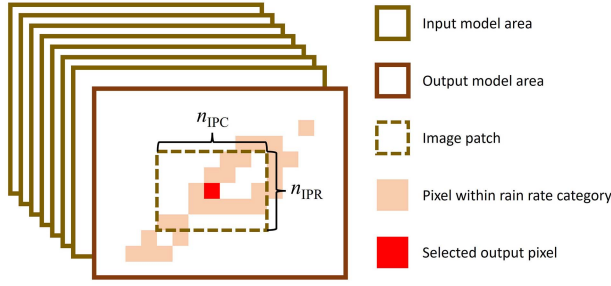 Input model area
Output model area
n_IPC
Image patch
n_IPR
Pixel within rain rate category
Selected output pixel